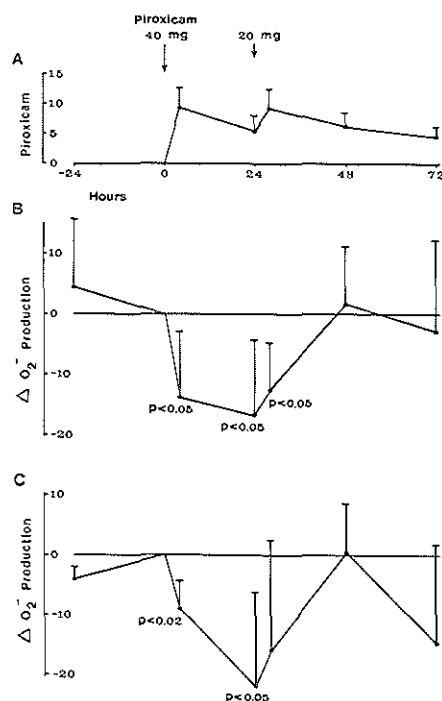 Piroxicam
40 mg 20 mg
A
Piroxicam
15
10
5
0
-24 0 24 48 72
Hours
B
Δ O₂⁻ Production
10
0
-10
-20
p<0.05
p<0.05
p<0.05
C
Δ O₂⁻ Production
10
0
-10
-20
p<0.02
p<0.05